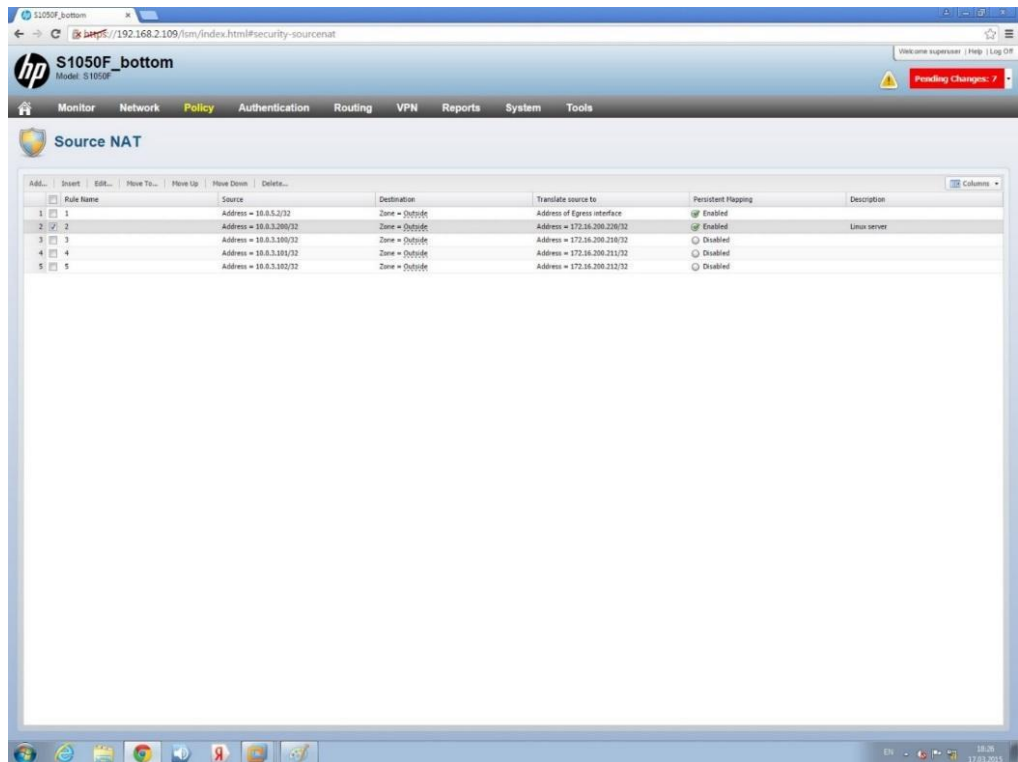 S1050F_bottom
https://192.168.2.109/lsm/index.html#security-sourcenat
hp
S1050F_bottom
Model: S1050F
Welcome superuser | Help | Log Off
Pending Changes: 7
Monitor Network Policy Authentication Routing VPN Reports System Tools
Source NAT
Add... Insert Edit... Move To... Move Up Move Down Delete... Columns
Rule Name Source Destination Translate source to Persistent Mapping Description
1 1 Address = 10.0.5.2/32 Zone = Outside Address of Egress interface Enabled
2 2 Address = 10.0.3.200/32 Zone = Outside Address = 172.16.200.220/32 Enabled Linux server
3 3 Address = 10.0.3.100/32 Zone = Outside Address = 172.16.200.210/32 Disabled
4 4 Address = 10.0.3.101/32 Zone = Outside Address = 172.16.200.211/32 Disabled
5 5 Address = 10.0.3.102/32 Zone = Outside Address = 172.16.200.212/32 Disabled
Я EN 18:26
17.03.2015